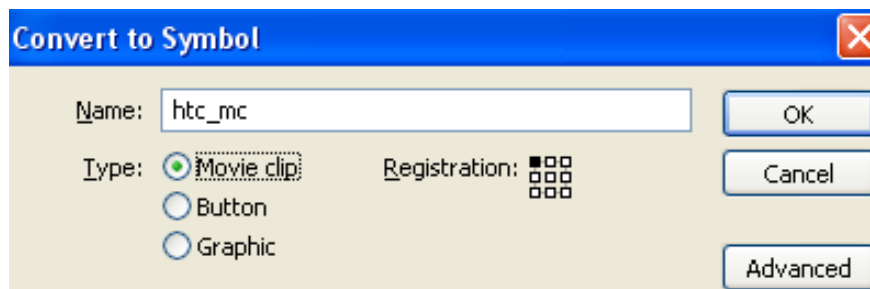 Convert to Symbol
Name: htc_mc OK
Type: Movie clip Registration: Cancel
Button
Graphic
Advanced